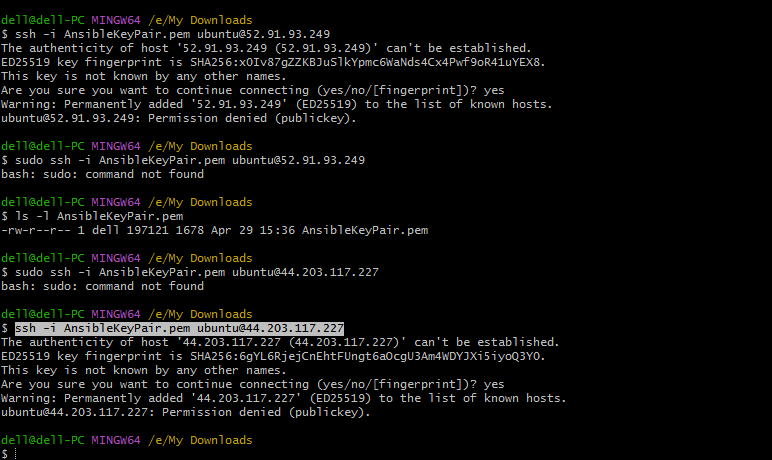 dell@dell-PC MINGW64 /e/My Downloads
$ ssh -i AnsibleKeyPair.pem ubuntu@52.91.93.249
The authenticity of host '52.91.93.249 (52.91.93.249)' can't be established.
ED25519 key fingerprint is SHA256:xOIv87gZZKBJuSlkYpmc6WaNds4Cx4Pwf9oR41uYEX8.
This key is not known by any other names.
Are you sure you want to continue connecting (yes/no/[fingerprint])? yes
Warning: Permanently added '52.91.93.249' (ED25519) to the list of known hosts.
ubuntu@52.91.93.249: Permission denied (publickey).
dell@dell-PC MINGW64 /e/My Downloads
$ sudo ssh -i AnsibleKeyPair.pem ubuntu@52.91.93.249
bash: sudo: command not found
dell@dell-PC MINGW64 /e/My Downloads
$ ls -l AnsibleKeyPair.pem
-rw-r--r-- 1 dell 197121 1678 Apr 29 15:36 AnsibleKeyPair.pem
dell@dell-PC MINGW64 /e/My Downloads
$ sudo ssh -i AnsibleKeyPair.pem ubuntu@44.203.117.227
bash: sudo: command not found
dell@dell-PC MINGW64 /e/My Downloads
$ ssh -i AnsibleKeyPair.pem ubuntu@44.203.117.227
The authenticity of host '44.203.117.227 (44.203.117.227)' can't be established.
ED25519 key fingerprint is SHA256:6gYL6RjejCnEhtFUngt6aOcgU3Am4WDYJXi5iyoQ3Y0.
This key is not known by any other names.
Are you sure you want to continue connecting (yes/no/[fingerprint])? yes
Warning: Permanently added '44.203.117.227' (ED25519) to the list of known hosts.
ubuntu@44.203.117.227: Permission denied (publickey).
dell@dell-PC MINGW64 /e/My Downloads
$